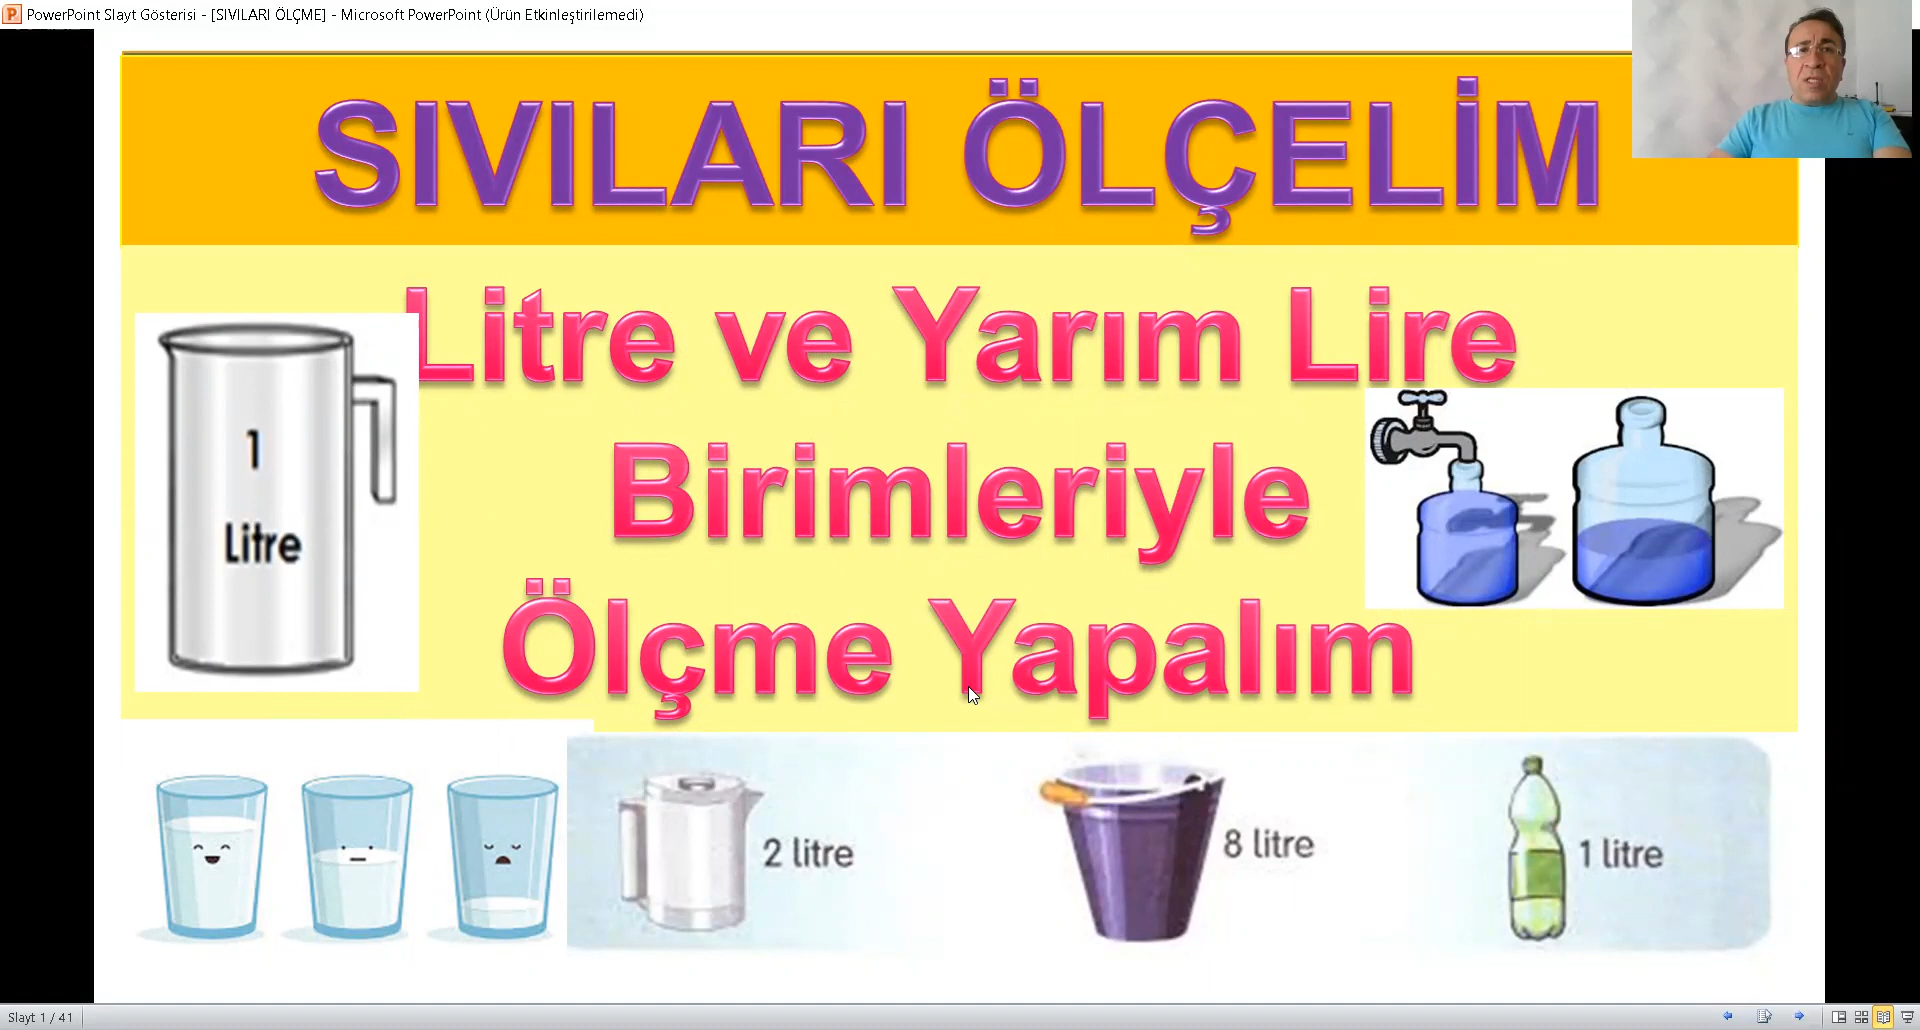 PowerPoint Slayt Gösterisi - [SIVILARI ÖLÇME] - Microsoft PowerPoint (Ürün Etkinleştirilemedi)
SIVILARI ÖLÇELİM
Litre ve Yarım Lire
Birimleriyle
Ölçme Yapalım
1
Litre
2 litre
8 litre
1 litre
Slayt 1 / 41